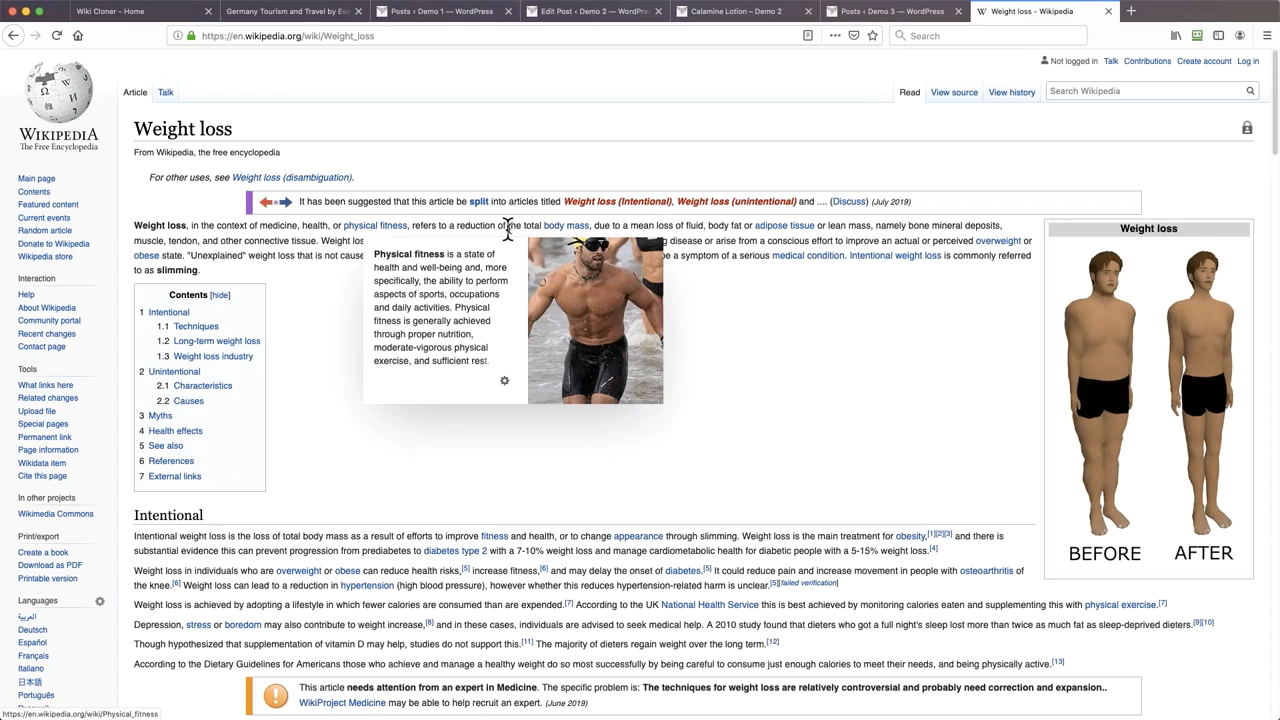 Wiki Cloner - Home
Germany Tourism and Travel by Ev
Posts ‹ Demo 1 — WordPress
Edit Post ‹ Demo 2 — WordPres
Calamine Lotion – Demo 2
Posts ‹ Demo 3 — WordPress
Weight loss - Wikipedia
https://en.wikipedia.org/wiki/Weight_loss
Search
Not logged in Talk Contributions Create account Log in
Article Talk
Read View source View history
Search Wikipedia
WIKIPEDIA
The Free Encyclopedia
Main page
Contents
Featured content
Current events
Random article
Donate to Wikipedia
Wikipedia store
Interaction
Help
About Wikipedia
Community portal
Recent changes
Contact page
Tools
What links here
Related changes
Upload file
Special pages
Permanent link
Page information
Wikidata item
Cite this page
In other projects
Wikimedia Commons
Print/export
Create a book
Download as PDF
Printable version
Languages
العربية
Deutsch
Español
Français
Italiano
日本語
Português
Weight loss
From Wikipedia, the free encyclopedia
For other uses, see Weight loss (disambiguation).
It has been suggested that this article be split into articles titled Weight loss (Intentional), Weight loss (unintentional) and .... (Discuss) (July 2019)
Weight loss, in the context of medicine, health, or physical fitness, refers to a reduction of the total body mass, due to a mean loss of fluid, body fat or adipose tissue or lean mass, namely bone mineral deposits,
muscle, tendon, and other connective tissue. Weight los
g disease or arise from a conscious effort to improve an actual or perceived overweight or
obese state. "Unexplained" weight loss that is not cause
e a symptom of a serious medical condition. Intentional weight loss is commonly referred
to as slimming.
Physical fitness is a state of
health and well-being and, more
specifically, the ability to perform
aspects of sports, occupations
and daily activities. Physical
fitness is generally achieved
through proper nutrition,
moderate-vigorous physical
exercise, and sufficient rest.
Contents [hide]
1 Intentional
1.1 Techniques
1.2 Long-term weight loss
1.3 Weight loss industry
2 Unintentional
2.1 Characteristics
2.2 Causes
3 Myths
4 Health effects
5 See also
6 References
7 External links
Weight loss
BEFORE AFTER
Intentional
Intentional weight loss is the loss of total body mass as a result of efforts to improve fitness and health, or to change appearance through slimming. Weight loss is the main treatment for obesity,[1][2][3] and there is
substantial evidence this can prevent progression from prediabetes to diabetes type 2 with a 7-10% weight loss and manage cardiometabolic health for diabetic people with a 5-15% weight loss.[4]
Weight loss in individuals who are overweight or obese can reduce health risks,[5] increase fitness,[6] and may delay the onset of diabetes.[5] It could reduce pain and increase movement in people with osteoarthritis of
the knee.[6] Weight loss can lead to a reduction in hypertension (high blood pressure), however whether this reduces hypertension-related harm is unclear.[5][failed verification]
Weight loss is achieved by adopting a lifestyle in which fewer calories are consumed than are expended.[7] According to the UK National Health Service this is best achieved by monitoring calories eaten and supplementing this with physical exercise.[7]
Depression, stress or boredom may also contribute to weight increase,[8] and in these cases, individuals are advised to seek medical help. A 2010 study found that dieters who got a full night's sleep lost more than twice as much fat as sleep-deprived dieters.[9][10]
Though hypothesized that supplementation of vitamin D may help, studies do not support this.[11] The majority of dieters regain weight over the long term.[12]
According to the Dietary Guidelines for Americans those who achieve and manage a healthy weight do so most successfully by being careful to consume just enough calories to meet their needs, and being physically active.[13]
This article needs attention from an expert in Medicine. The specific problem is: The techniques for weight loss are relatively controversial and probably need correction and expansion..
WikiProject Medicine may be able to help recruit an expert. (June 2019)
https://en.wikipedia.org/wiki/Physical_fitness